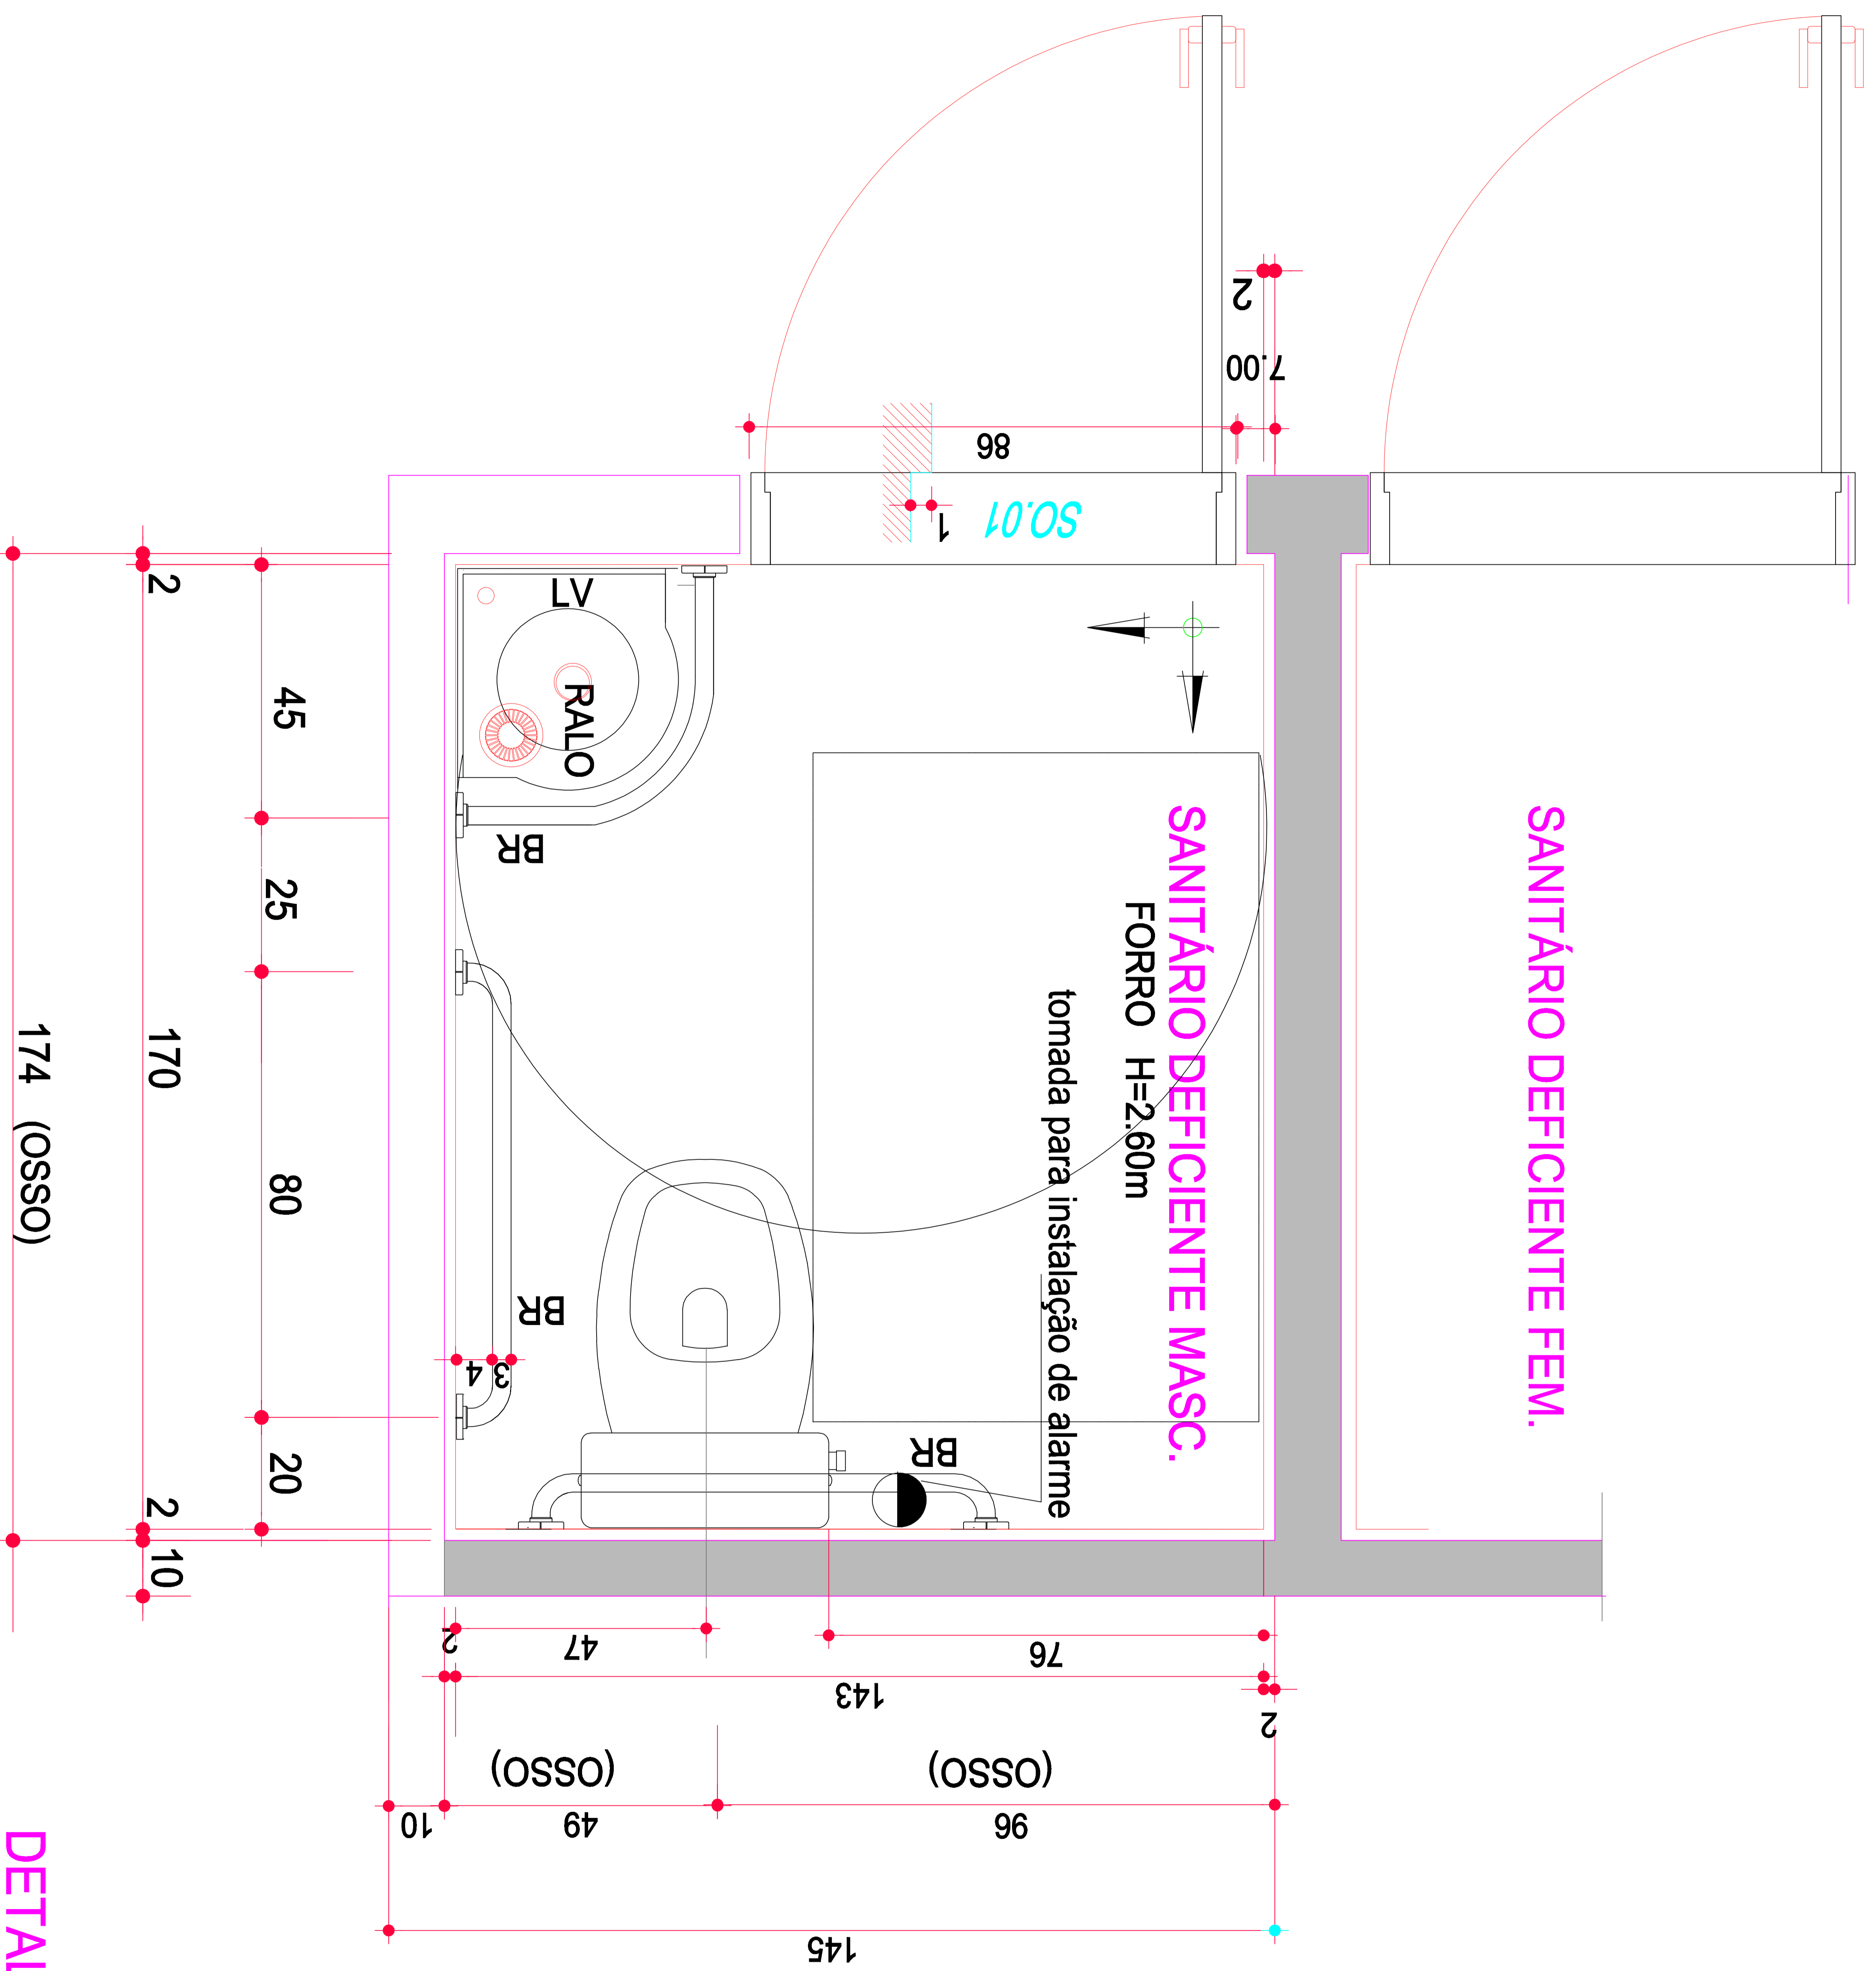 SANITÁRIO DEFICIENTE FEM.
SANITÁRIO DEFICIENTE MASC.
FORRO H=2.60m
tomada para instalação de alarme
LV
RALO
BR
BR
BR
SO.01
1
86
2
7.00
2
45
25
80
20
2
170
2
10
174 (OSSO)
4
3
2
47
76
143
2
(OSSO)
(OSSO)
10
49
96
145